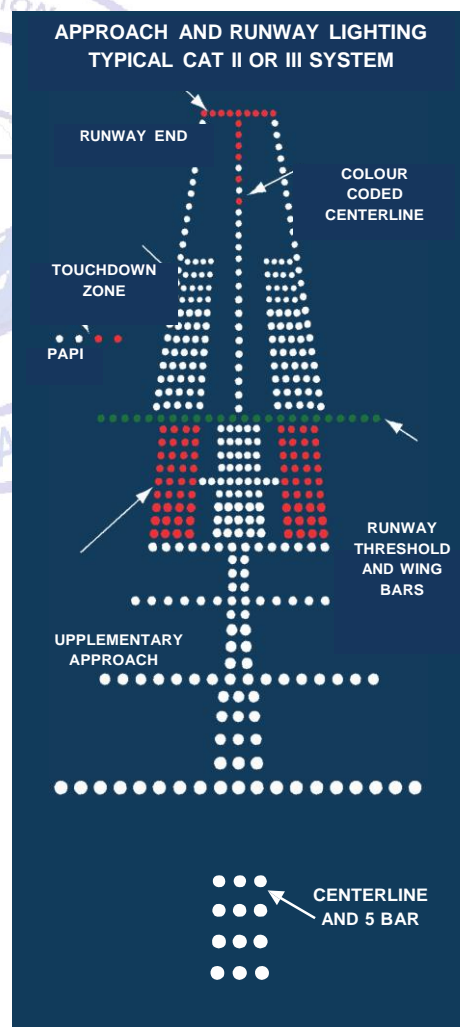 APPROACH AND RUNWAY LIGHTING
TYPICAL CAT II OR III SYSTEM
RUNWAY END
COLOUR
CODED
CENTERLINE
TOUCHDOWN
ZONE
PAPI
RUNWAY
THRESHOLD
AND WING
BARS
UPPLEMENTARY
APPROACH
CENTERLINE
AND 5 BAR